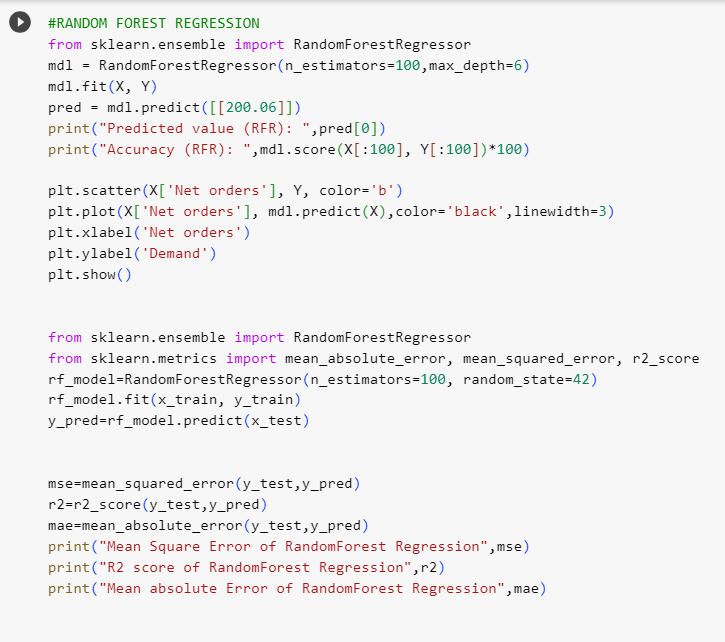 #RANDOM FOREST REGRESSION
from sklearn.ensemble import RandomForestRegressor
mdl = RandomForestRegressor(n_estimators=100,max_depth=6)
mdl.fit(X, Y)
pred = mdl.predict([[200.06]])
print("Predicted value (RFR): ",pred[0])
print("Accuracy (RFR): ",mdl.score(X[:100], Y[:100])*100)
plt.scatter(X['Net orders'], Y, color='b')
plt.plot(X['Net orders'], mdl.predict(X),color='black',linewidth=3)
plt.xlabel('Net orders')
plt.ylabel('Demand')
plt.show()
from sklearn.ensemble import RandomForestRegressor
from sklearn.metrics import mean_absolute_error, mean_squared_error, r2_score
rf_model=RandomForestRegressor(n_estimators=100, random_state=42)
rf_model.fit(x_train, y_train)
y_pred=rf_model.predict(x_test)
mse=mean_squared_error(y_test,y_pred)
r2=r2_score(y_test,y_pred)
mae=mean_absolute_error(y_test,y_pred)
print("Mean Square Error of RandomForest Regression",mse)
print("R2 score of RandomForest Regression",r2)
print("Mean absolute Error of RandomForest Regression",mae)